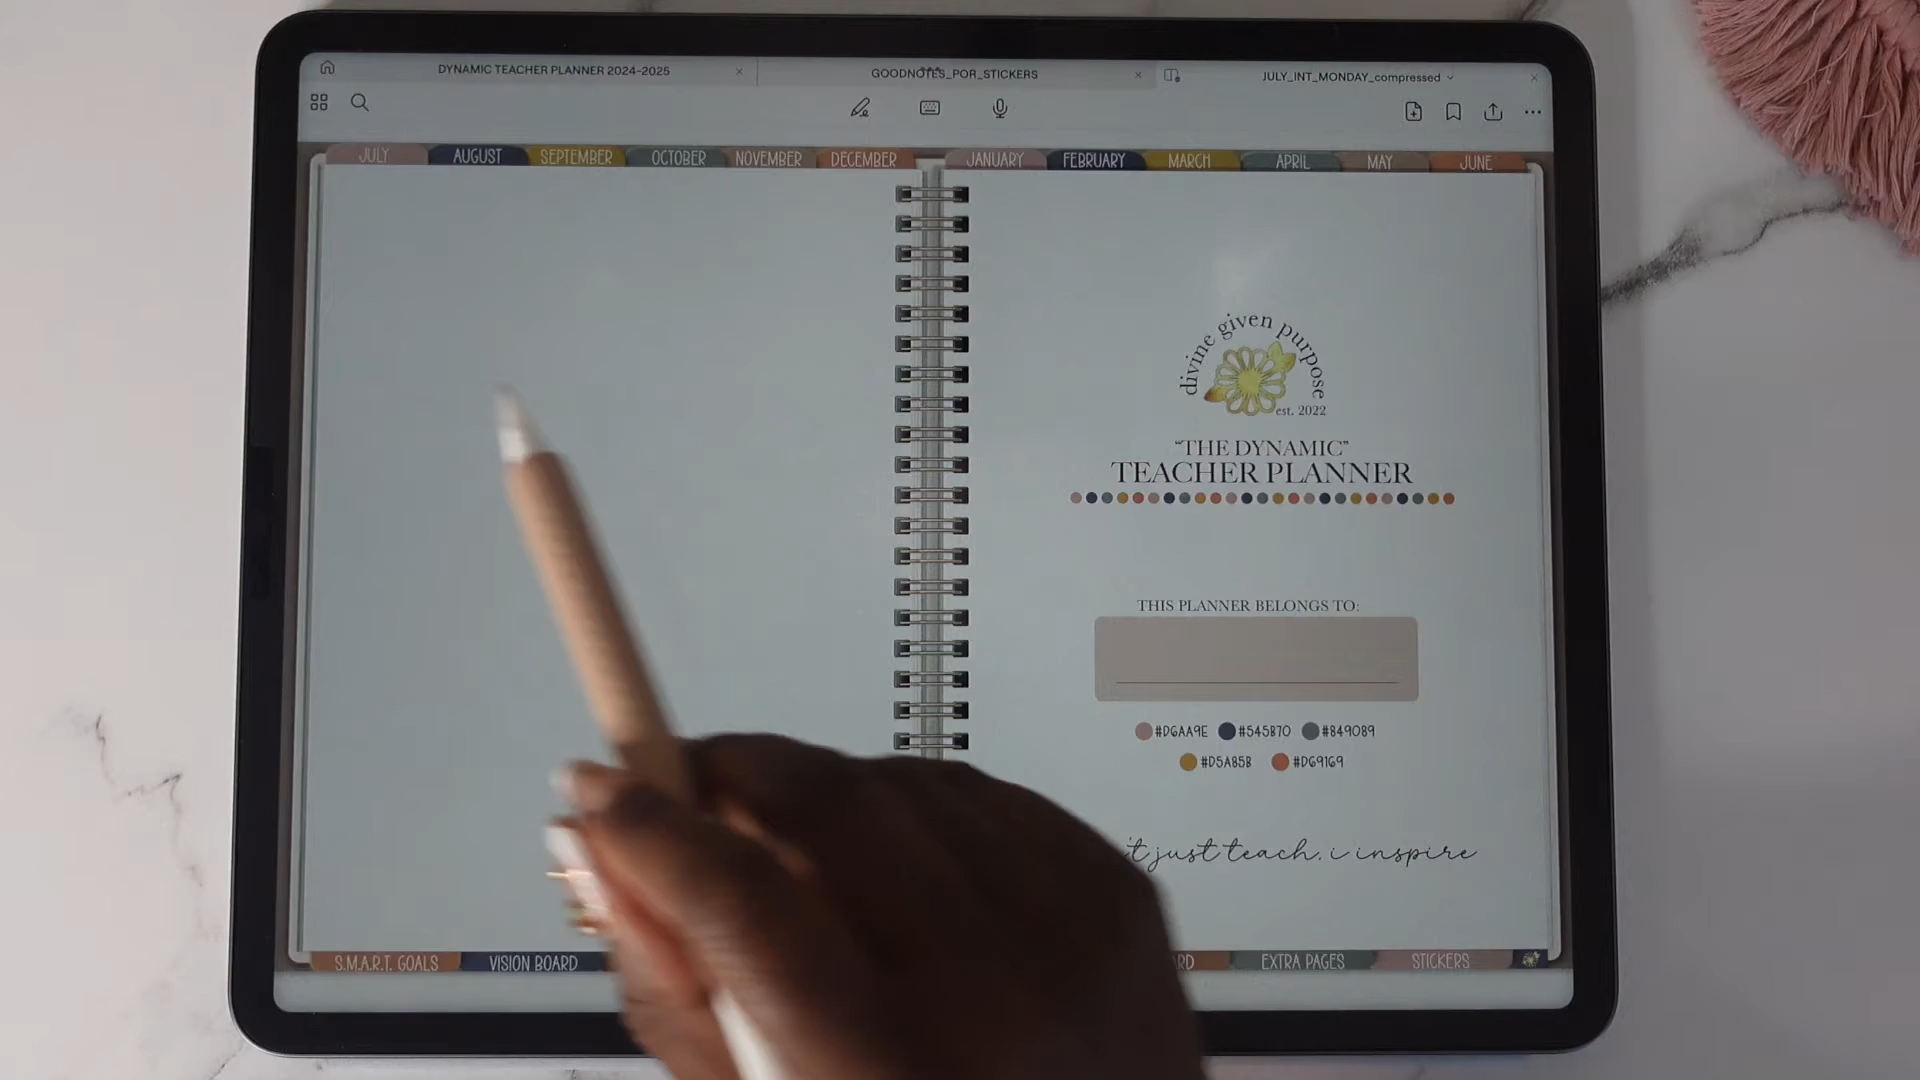 DYNAMIC TEACHER PLANNER 2024-2025
GOODNOTES_POR_STICKERS
JULY_INT_MONDAY_compressed
JULY AUGUST SEPTEMBER OCTOBER NOVEMBER DECEMBER JANUARY FEBRUARY MARCH APRIL MAY JUNE
divine given purpose
est. 2022
“THE DYNAMIC”
TEACHER PLANNER
THIS PLANNER BELONGS TO:
#D6AA9E #545B70 #849089
#D5A85B #D69169
just teach, i inspire
S.M.A.R.T. GOALS VISION BOARD EXTRA PAGES STICKERS